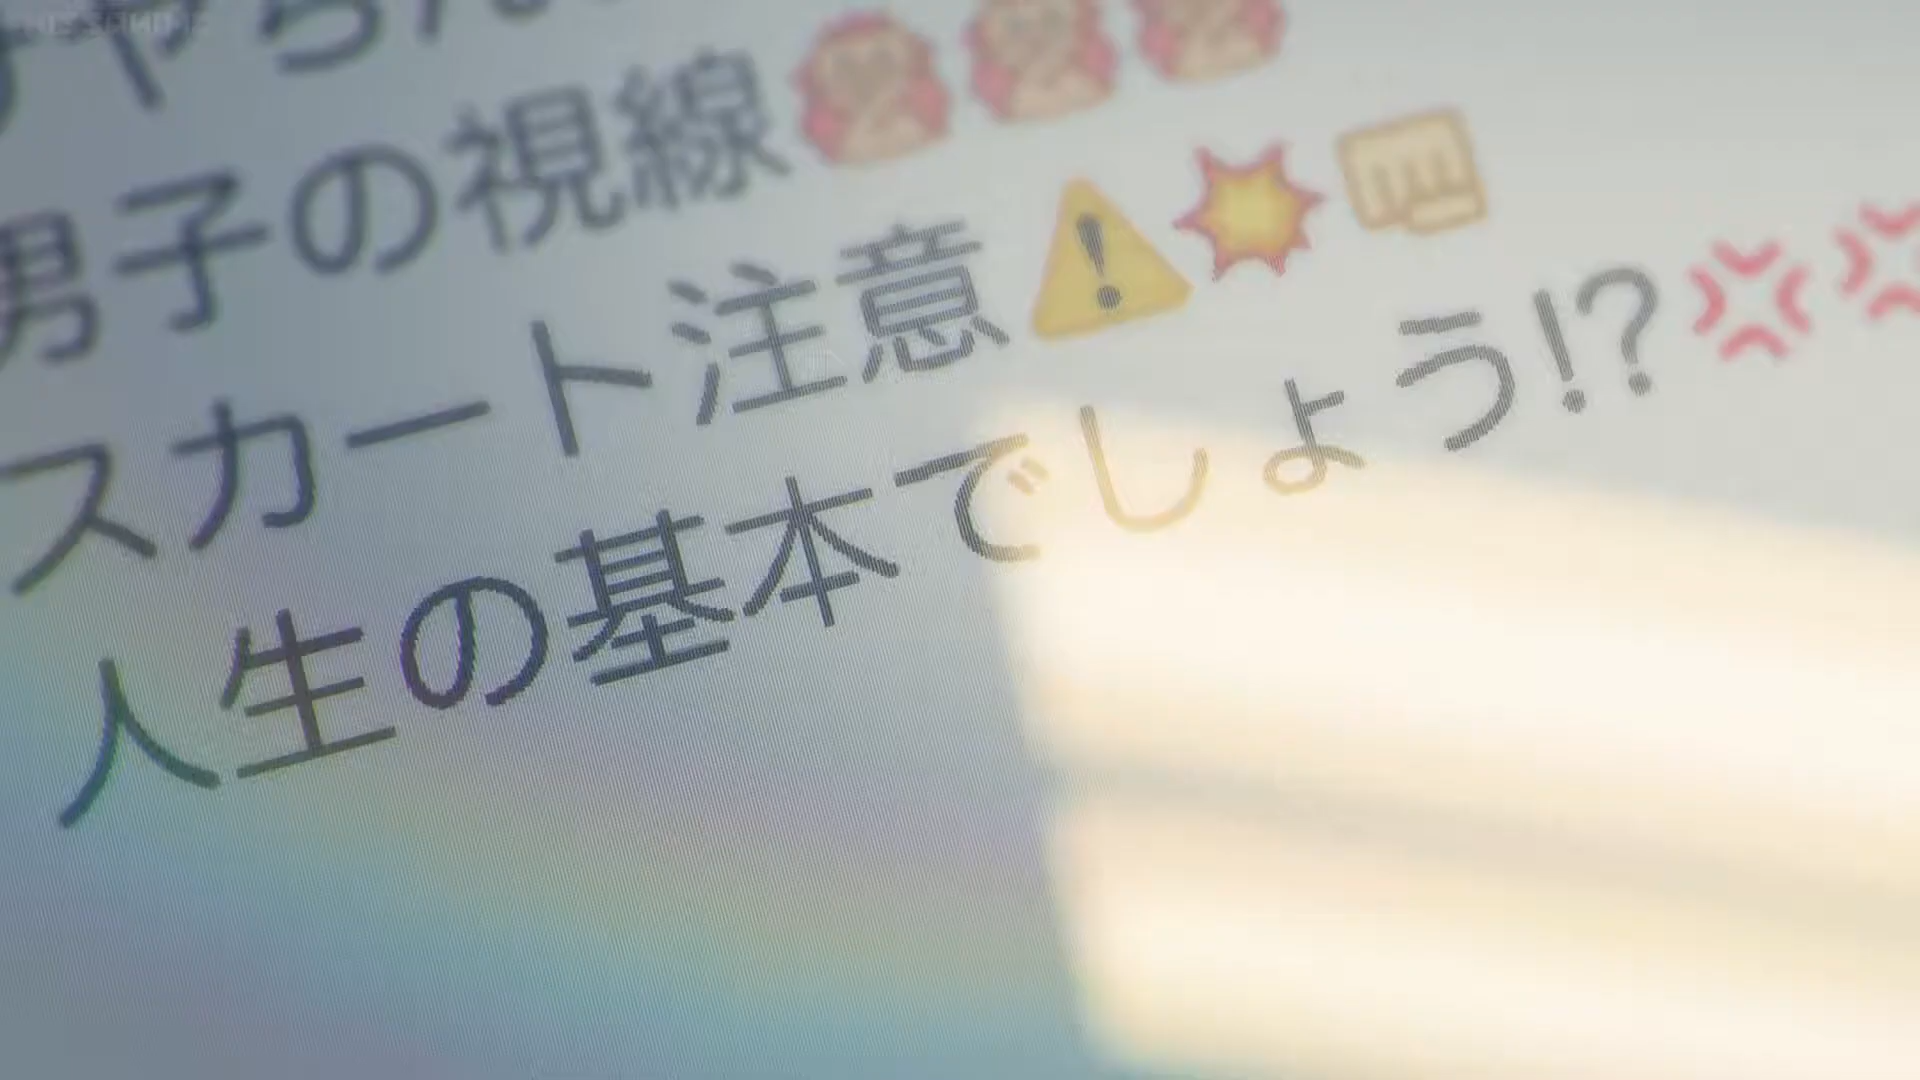 男子の視線
スカート注意⚠️💥👊
人生の基本でしょう!?💢💢